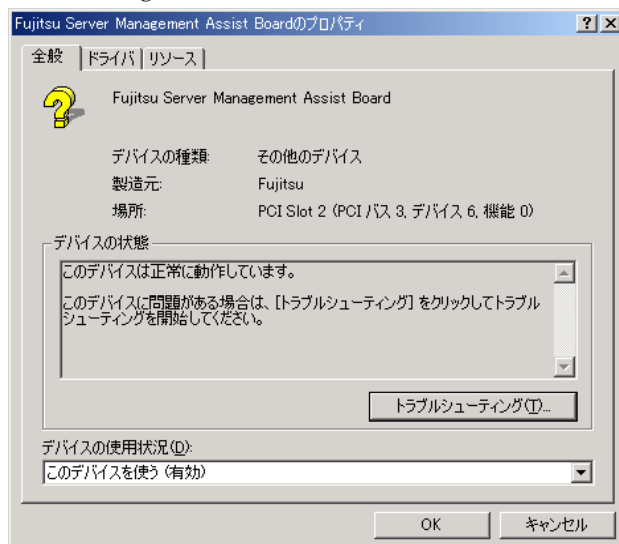 Fujitsu Server Management Assist Boardのプロパティ
全般
ドライバ
リソース
Fujitsu Server Management Assist Board
デバイスの種類: その他のデバイス
製造元: Fujitsu
場所: PCI Slot 2 (PCI バス 3, デバイス 6, 機能 0)
デバイスの状態
このデバイスは正常に動作しています。
このデバイスに問題がある場合は、[トラブルシューティング] をクリックしてトラブル
シューティングを開始してください。
トラブルシューティング(T)...
デバイスの使用状況(D):
このデバイスを使う (有効)
OK
キャンセル